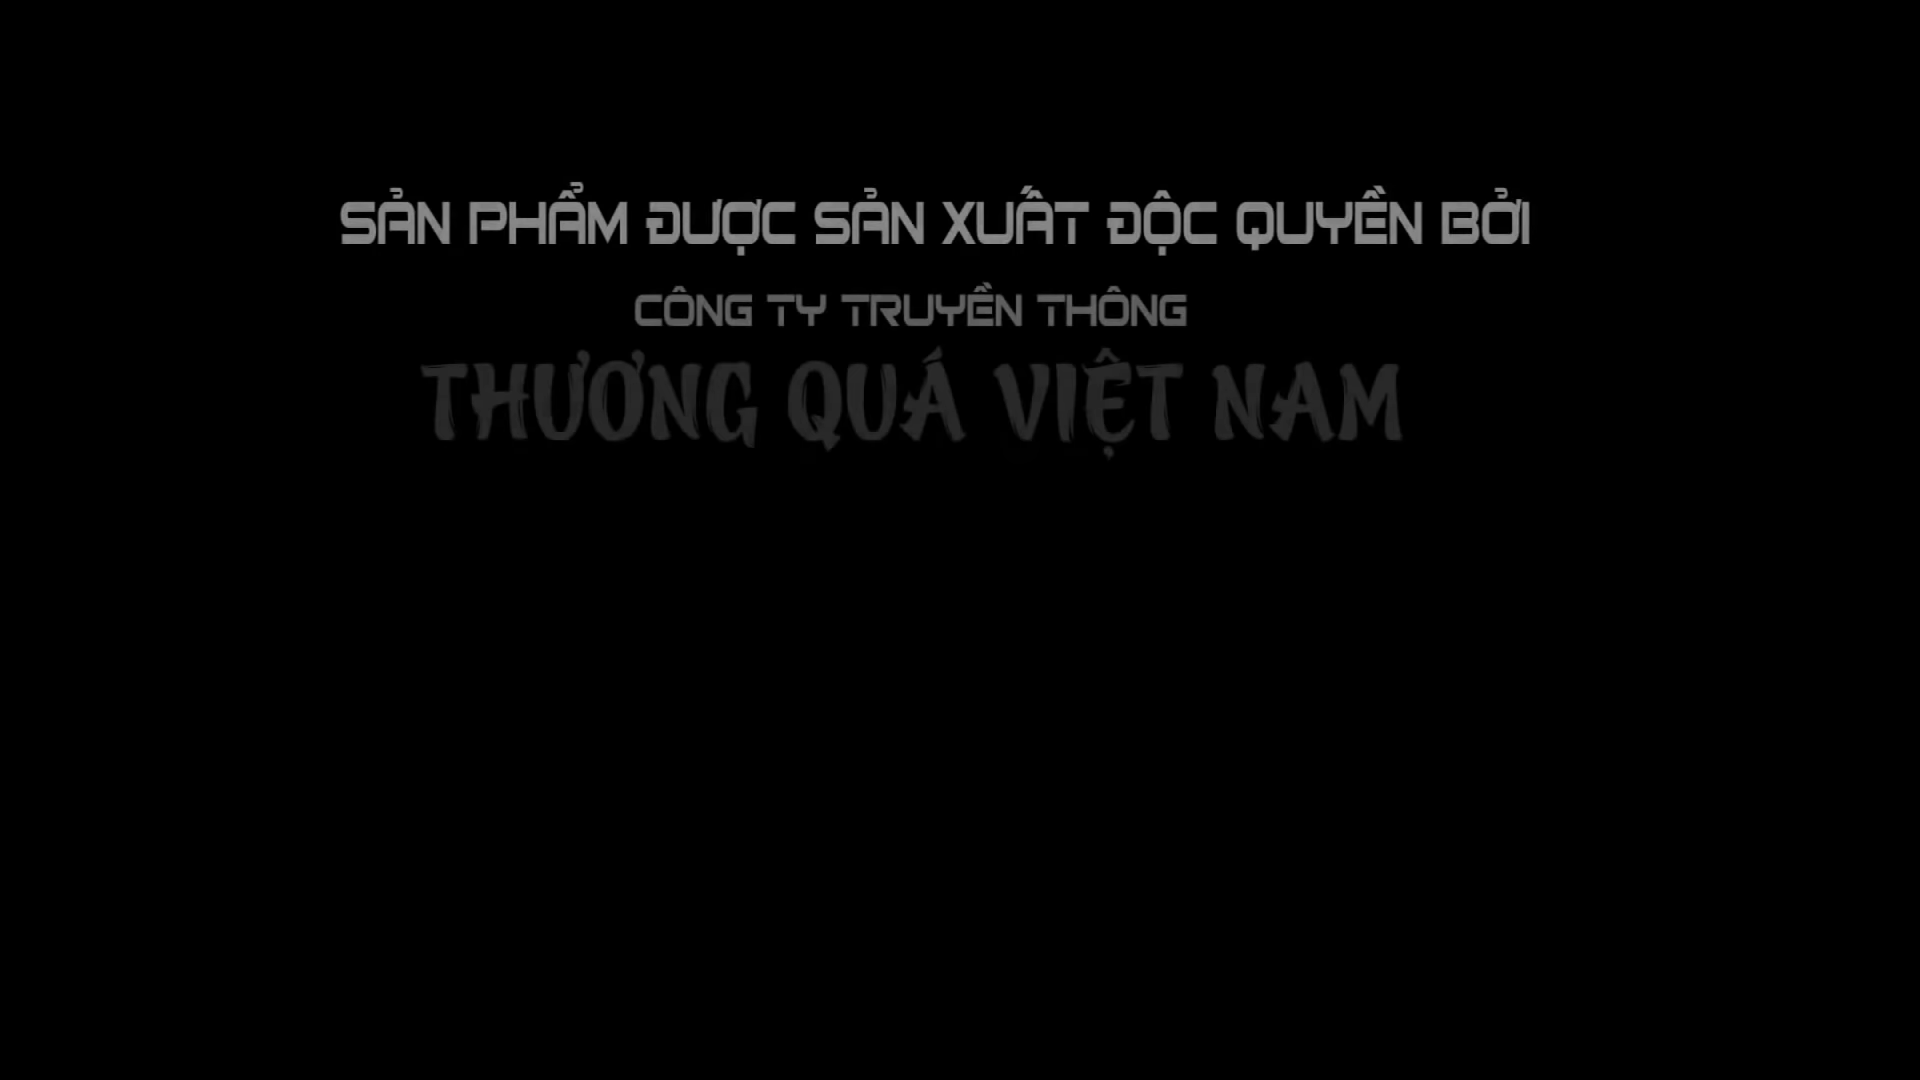 SẢN PHẨM ĐƯỢC SẢN XUẤT ĐỘC QUYỀN BỞI
CÔNG TY TRUYỀN THÔNG
THƯƠNG QUÁ VIỆT NAM